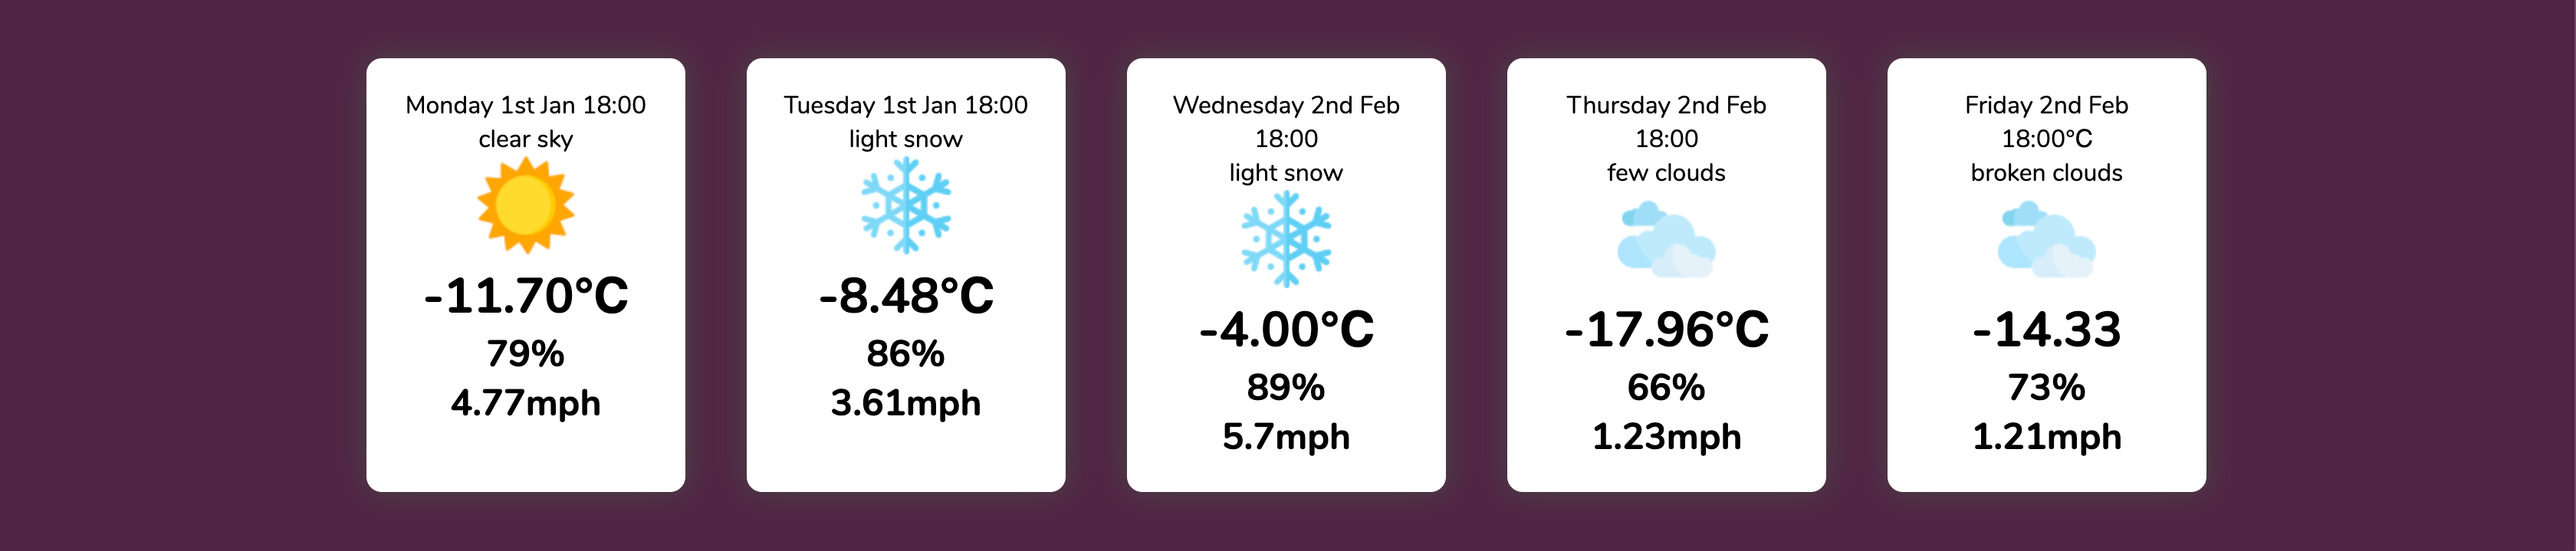 Monday 1st Jan 18:00
clear sky
-11.70°C
79%
4.77mph
Tuesday 1st Jan 18:00
light snow
-8.48°C
86%
3.61mph
Wednesday 2nd Feb
18:00
light snow
-4.00°C
89%
5.7mph
Thursday 2nd Feb
18:00
few clouds
-17.96°C
66%
1.23mph
Friday 2nd Feb
18:00°C
broken clouds
-14.33
73%
1.21mph